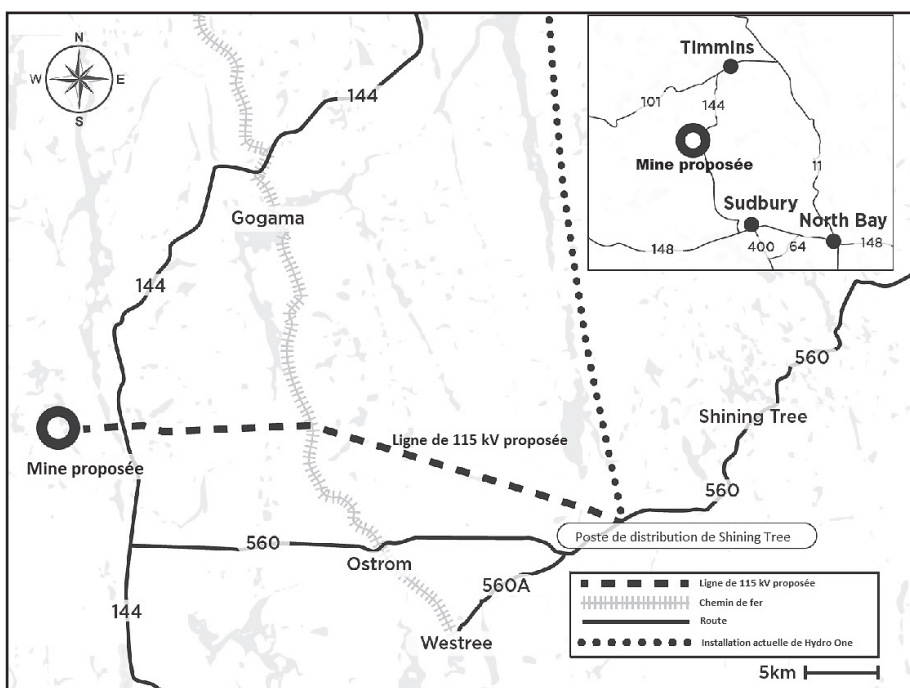 N
W
E
S
144
Gogama
144
Timmins
101
144
Mine proposée
11
Sudbury
North Bay
148
400
64
148
560
Shining Tree
560
Ligne de 115 kV proposée
Mine proposée
Poste de distribution de Shining Tree
560
Ostrom
560A
144
Westree
Ligne de 115 kV proposée
Chemin de fer
Route
Installation actuelle de Hydro One
5km